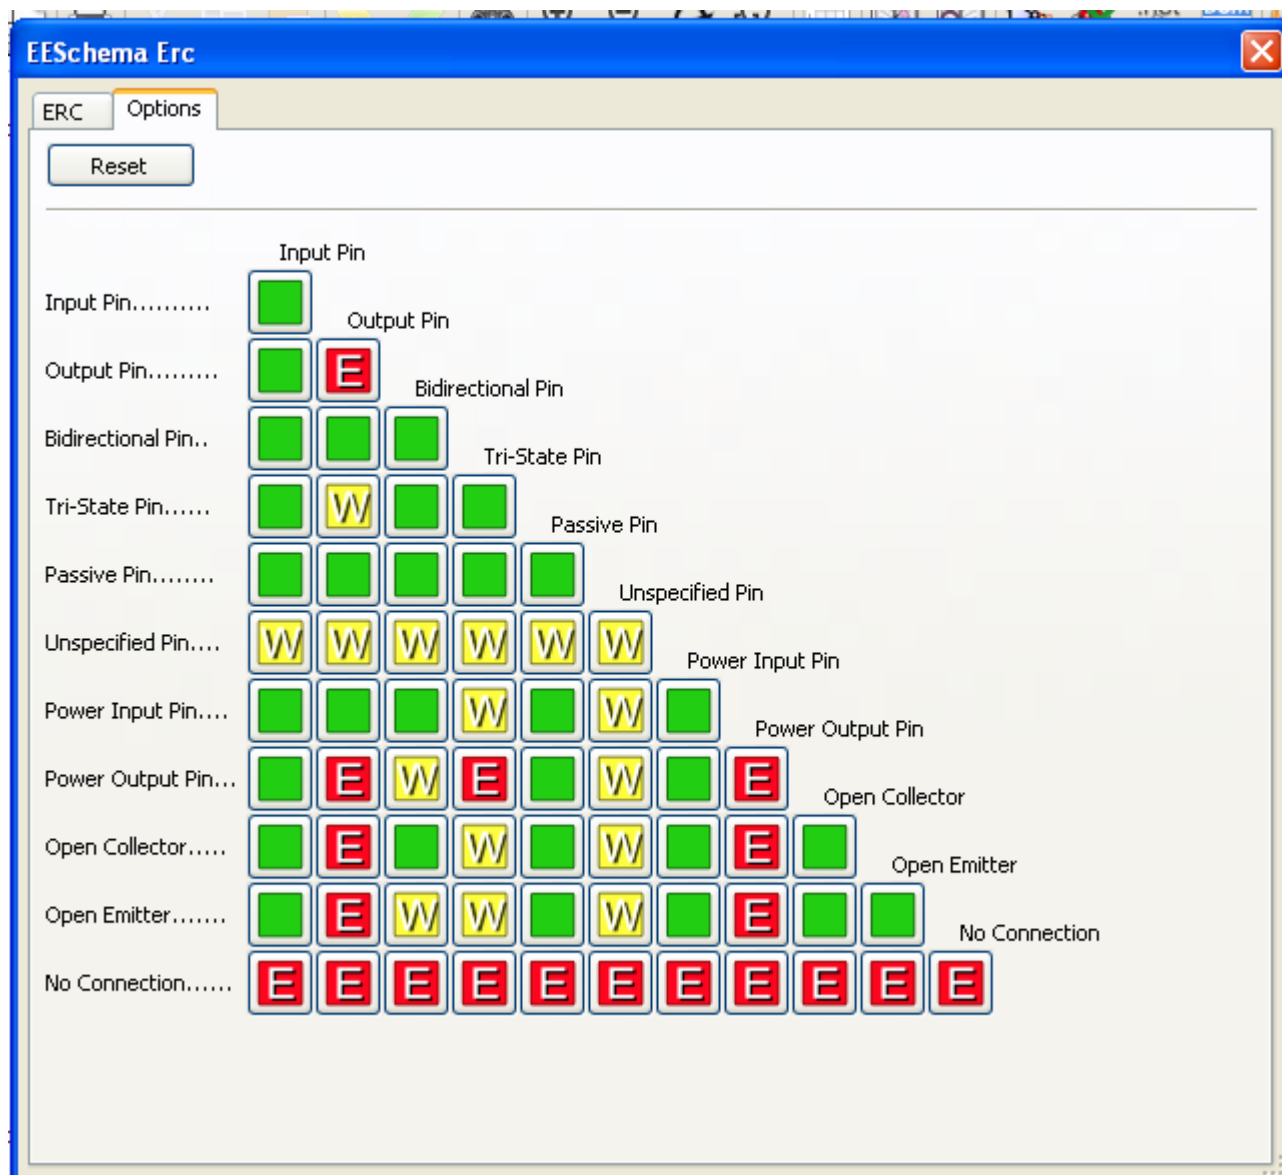 EESchema Erc
ERC Options
Reset
Input Pin
Input Pin..........
Output Pin
Output Pin.........
E
Bidirectional Pin
Bidirectional Pin..
Tri-State Pin
Tri-State Pin......
W
Passive Pin
Passive Pin........
Unspecified Pin
Unspecified Pin....
W W W W W W
Power Input Pin
Power Input Pin....
W W
Power Output Pin
Power Output Pin...
E W E W E
Open Collector
Open Collector.....
E W W E
Open Emitter
Open Emitter.......
E W W W E
No Connection
No Connection......
E E E E E E E E E E E